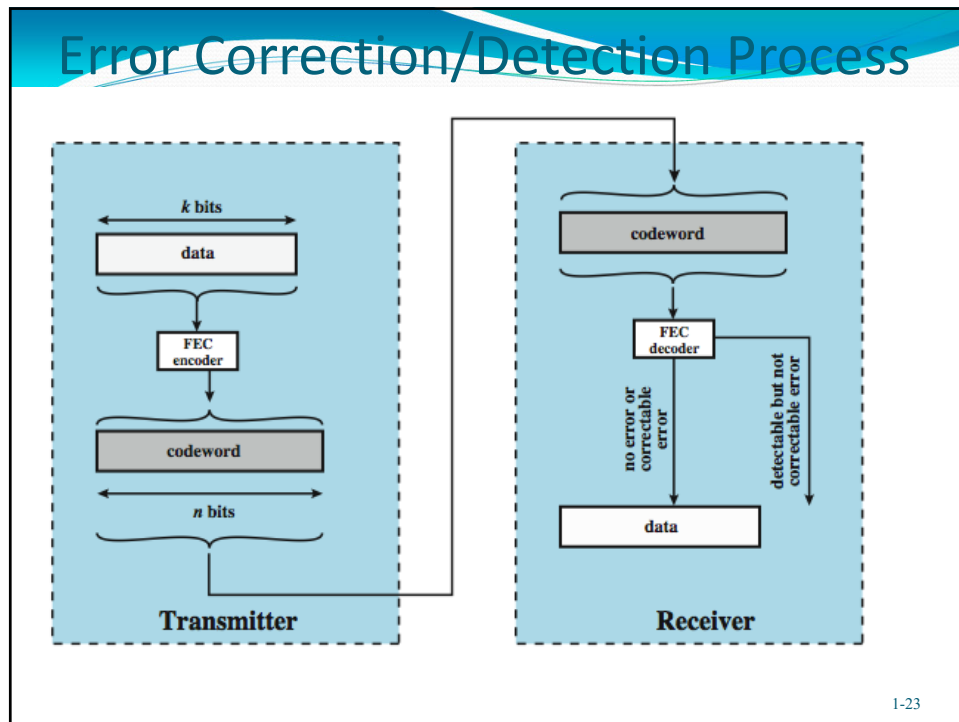 Error Correction/Detection Process
k bits
data
FEC
encoder
codeword
n bits
Transmitter
codeword
FEC
decoder
no error or
correctable
error
detectable but not
correctable error
data
Receiver
1-23